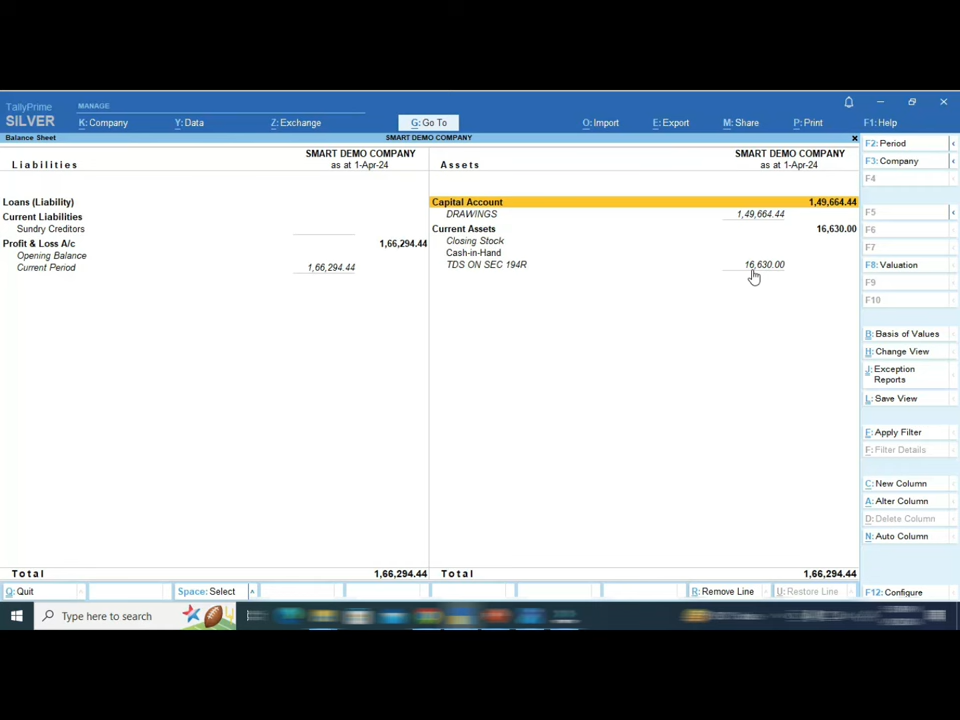 TallyPrime
SILVER
MANAGE
K: Company
Y: Data
Z: Exchange
G: Go To
O: Import
E: Export
M: Share
P: Print
F1: Help
Balance Sheet
SMART DEMO COMPANY
Liabilities
SMART DEMO COMPANY
as at 1-Apr-24
Loans (Liability)
Current Liabilities
Sundry Creditors
Profit & Loss A/c 1,66,294.44
Opening Balance
Current Period 1,66,294.44
Total 1,66,294.44
Assets
SMART DEMO COMPANY
as at 1-Apr-24
Capital Account 1,49,664.44
DRAWINGS 1,49,664.44
Current Assets 16,630.00
Closing Stock
Cash-in-Hand
TDS ON SEC 194R 16,630.00
Total 1,66,294.44
F2: Period
F3: Company
F4
F5
F6
F7
F8: Valuation
F9
F10
B: Basis of Values
H: Change View
J: Exception
Reports
L: Save View
F: Apply Filter
F: Filter Details
C: New Column
A: Alter Column
D: Delete Column
N: Auto Column
F12: Configure
Q: Quit
Space: Select
R: Remove Line
U: Restore Line
Type here to search